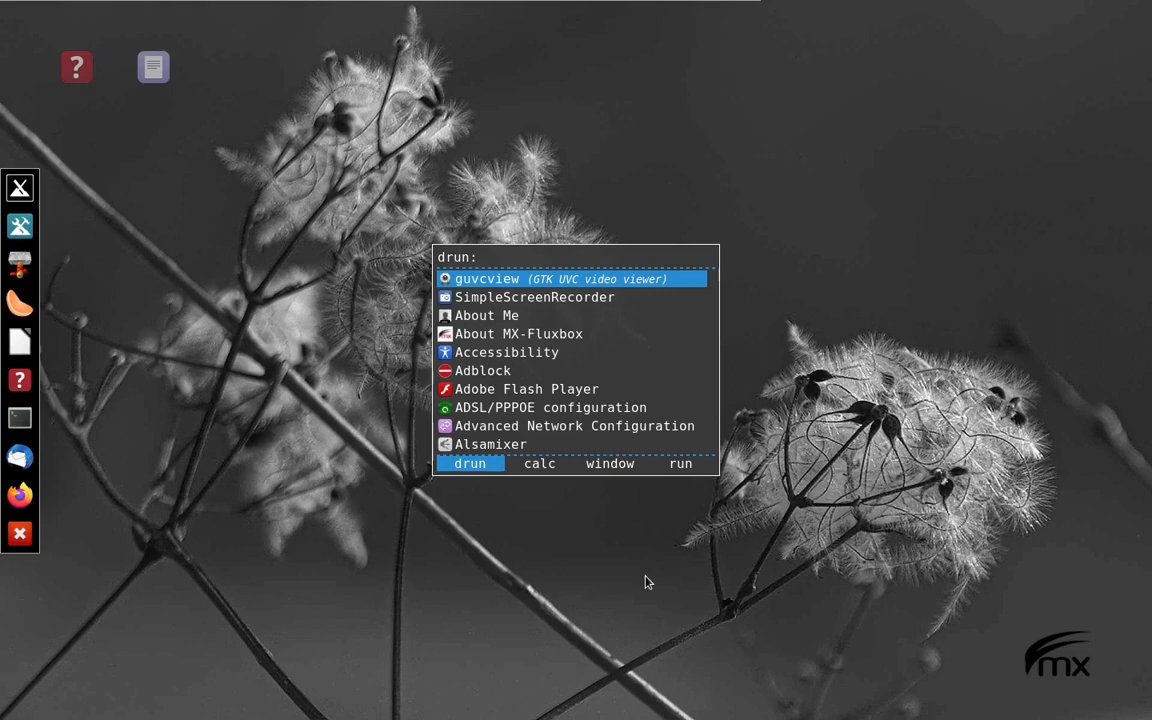 drun:
guvcview (GTK UVC video viewer)
SimpleScreenRecorder
About Me
About MX-Fluxbox
Accessibility
Adblock
Adobe Flash Player
ADSL/PPPOE configuration
Advanced Network Configuration
Alsamixer
drun calc window run
mx